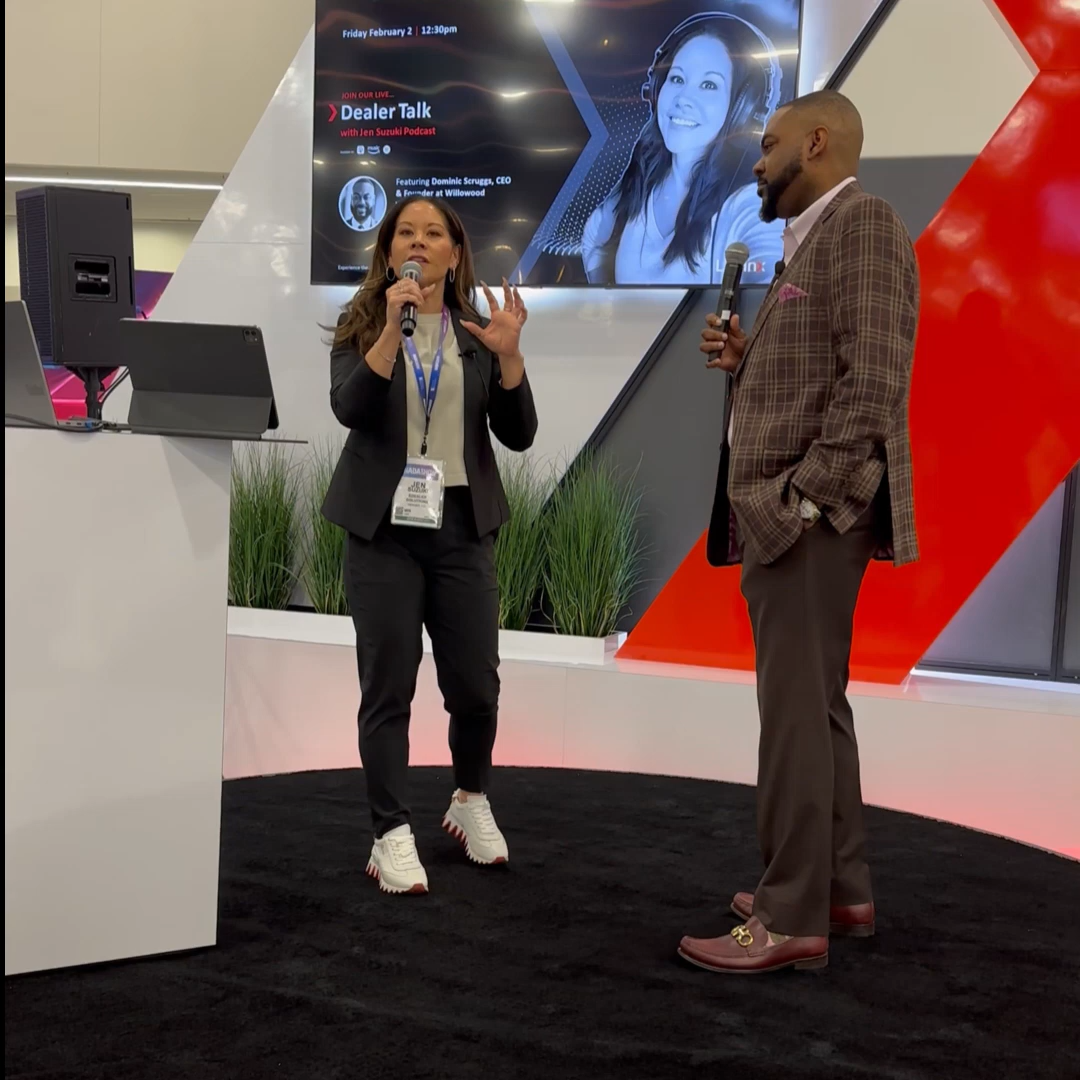 Friday February 2 | 12:30pm
JOIN OUR LIVE...
Dealer Talk
with Jen Suzuki Podcast
music
Featuring Dominic Scruggs, CEO
& Founder at Willowood
JEN
SUZUKI